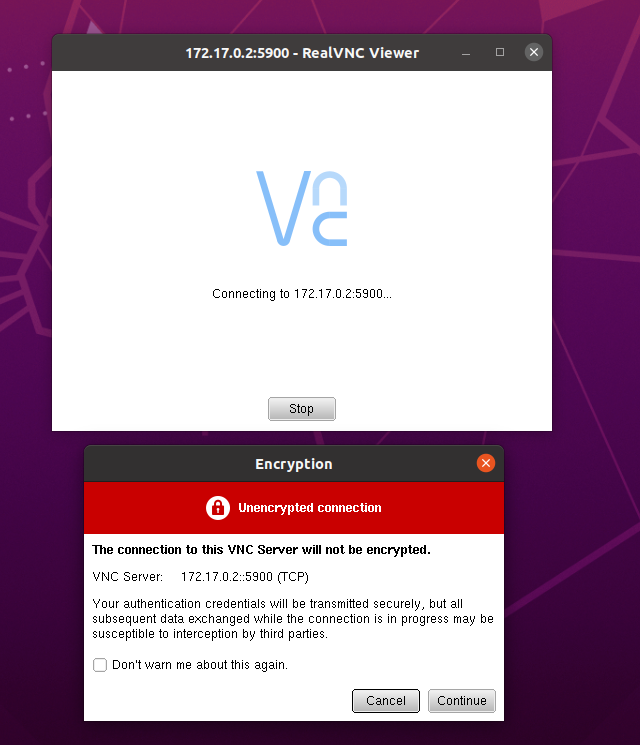 172.17.0.2:5900 - RealVNC Viewer
Vnc
Connecting to 172.17.0.2:5900...
Stop
Encryption
Unencrypted connection
The connection to this VNC Server will not be encrypted.
VNC Server: 172.17.0.2::5900 (TCP)
Your authentication credentials will be transmitted securely, but all
subsequent data exchanged while the connection is in progress may be
susceptible to interception by third parties.
Don't warn me about this again.
Cancel Continue